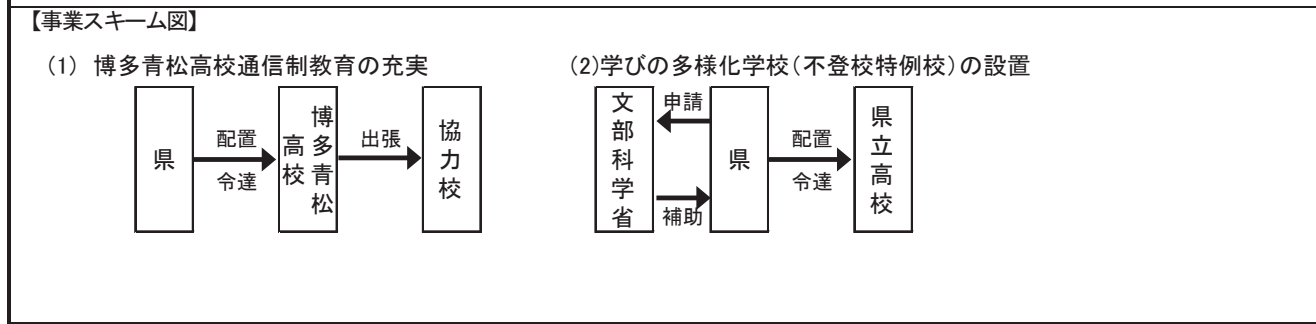 【事業スキーム図】
(1) 博多青松高校通信制教育の充実
県
配置
令達
博多青松
高校
出張
協力校
(2)学びの多様化学校(不登校特例校)の設置
文部科学省
申請
補助
県
配置
令達
県立高校